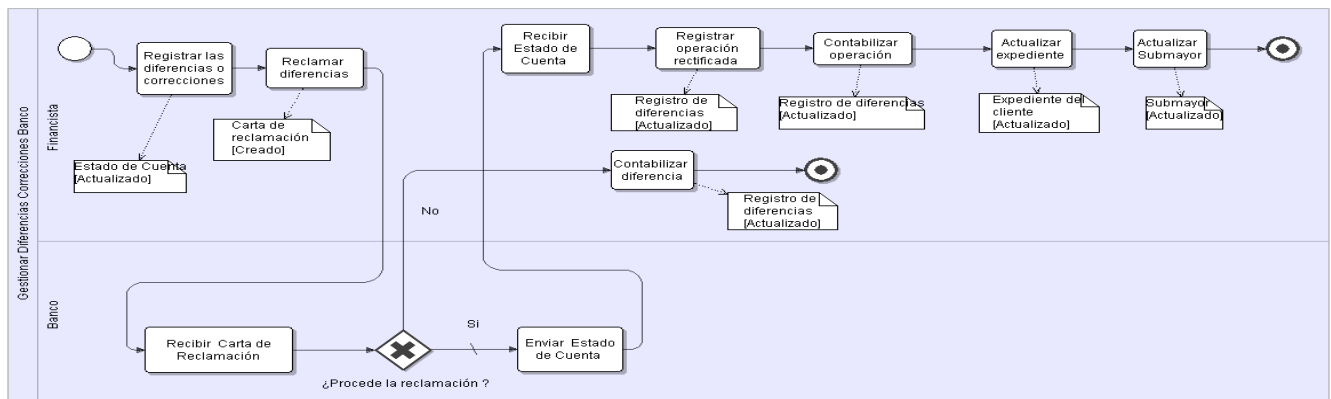 Gestionar Diferencias Correcciones Banco
Financista
Registrar las
diferencias o
correcciones
Reclamar
diferencias
Recibir
Estado de
Cuenta
Registrar
operación
rectificada
Contabilizar
operación
Actualizar
expediente
Actualizar
Submayor
Estado de Cuenta
[Actualizado]
Carta de
reclamación
[Creado]
Registro de
diferencias
[Actualizado]
Registro de diferencias
[Actualizado]
Expediente del
cliente
[Actualizado]
Submayor
[Actualizado]
Contabilizar
diferencia
Registro de
diferencias
[Actualizado]
No
Banco
Recibir Carta de
Reclamación
Si
Enviar Estado
de Cuenta
¿Procede la reclamación ?